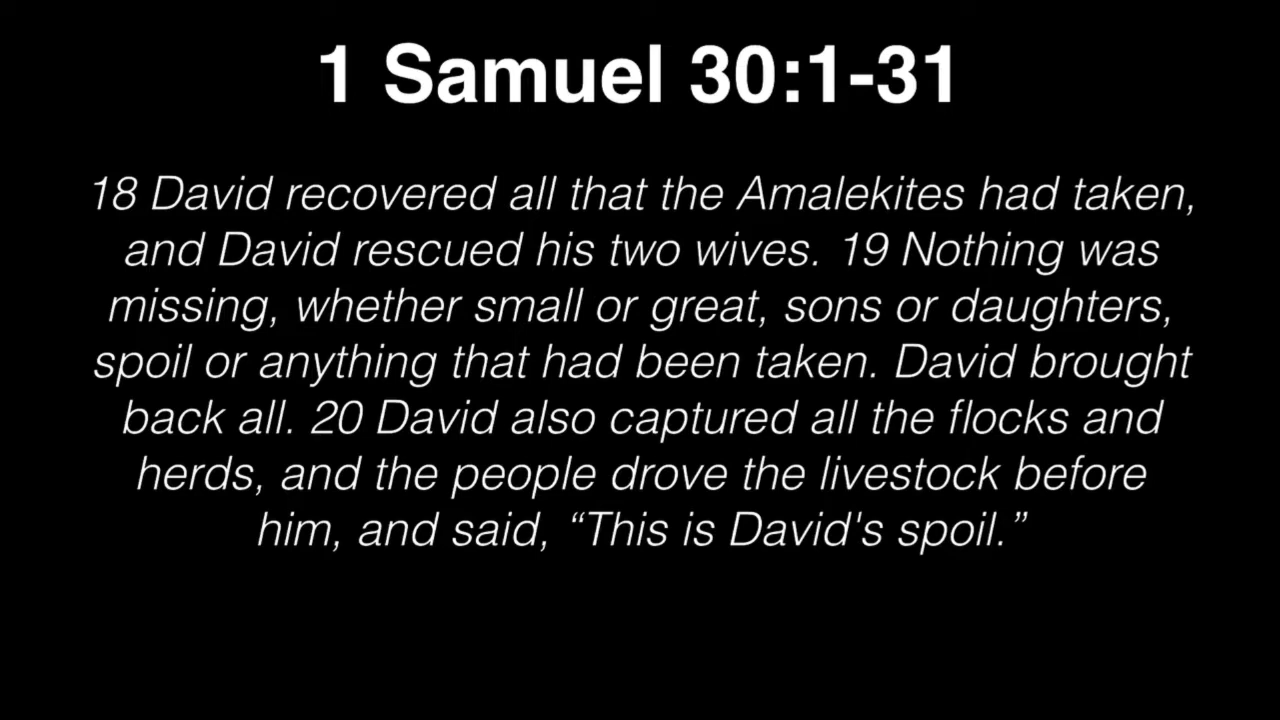 1 Samuel 30:1-31
18 David recovered all that the Amalekites had taken,
and David rescued his two wives. 19 Nothing was
missing, whether small or great, sons or daughters,
spoil or anything that had been taken. David brought
back all. 20 David also captured all the flocks and
herds, and the people drove the livestock before
him, and said, “This is David's spoil.”